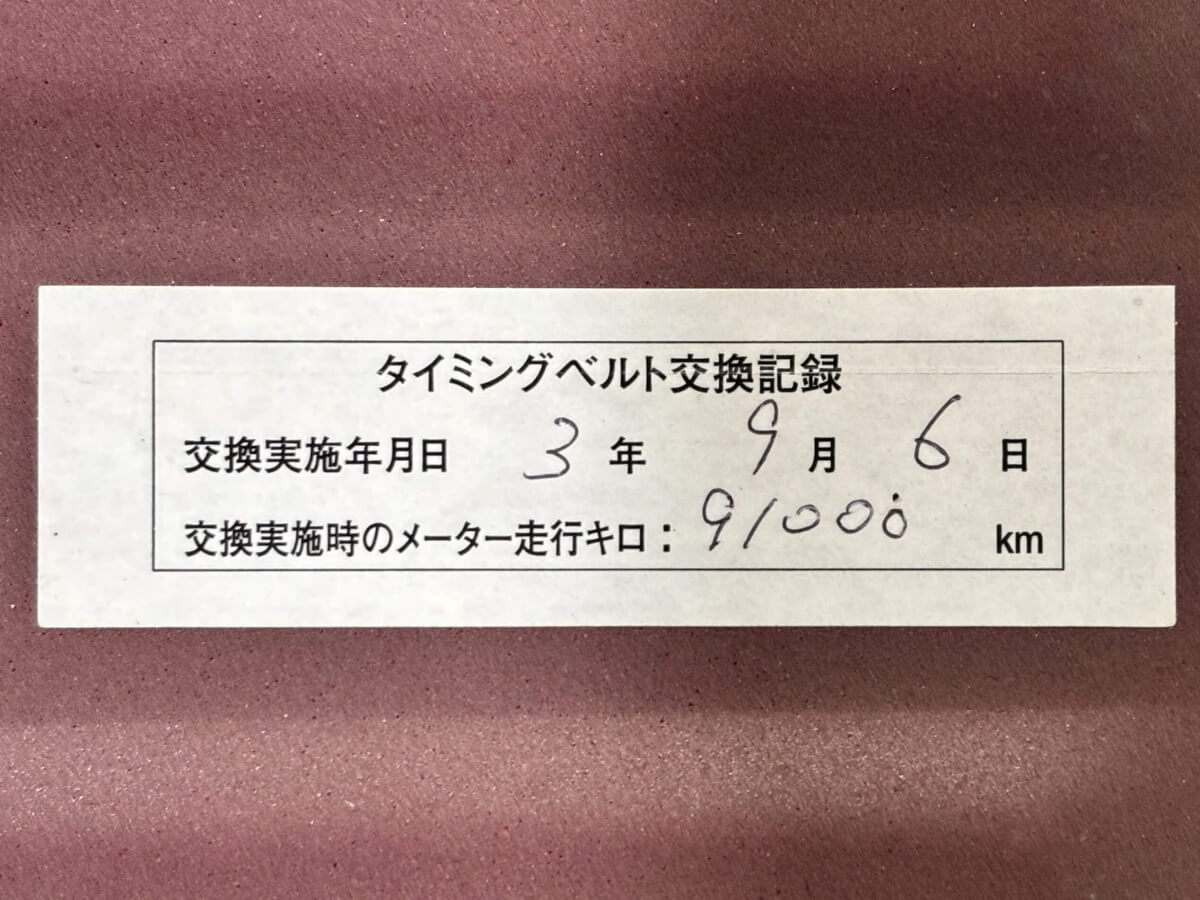 タイミングベルト交換記録
交換実施年月日 3 年 9 月 6 日
交換実施時のメーター走行キロ： 91000 km